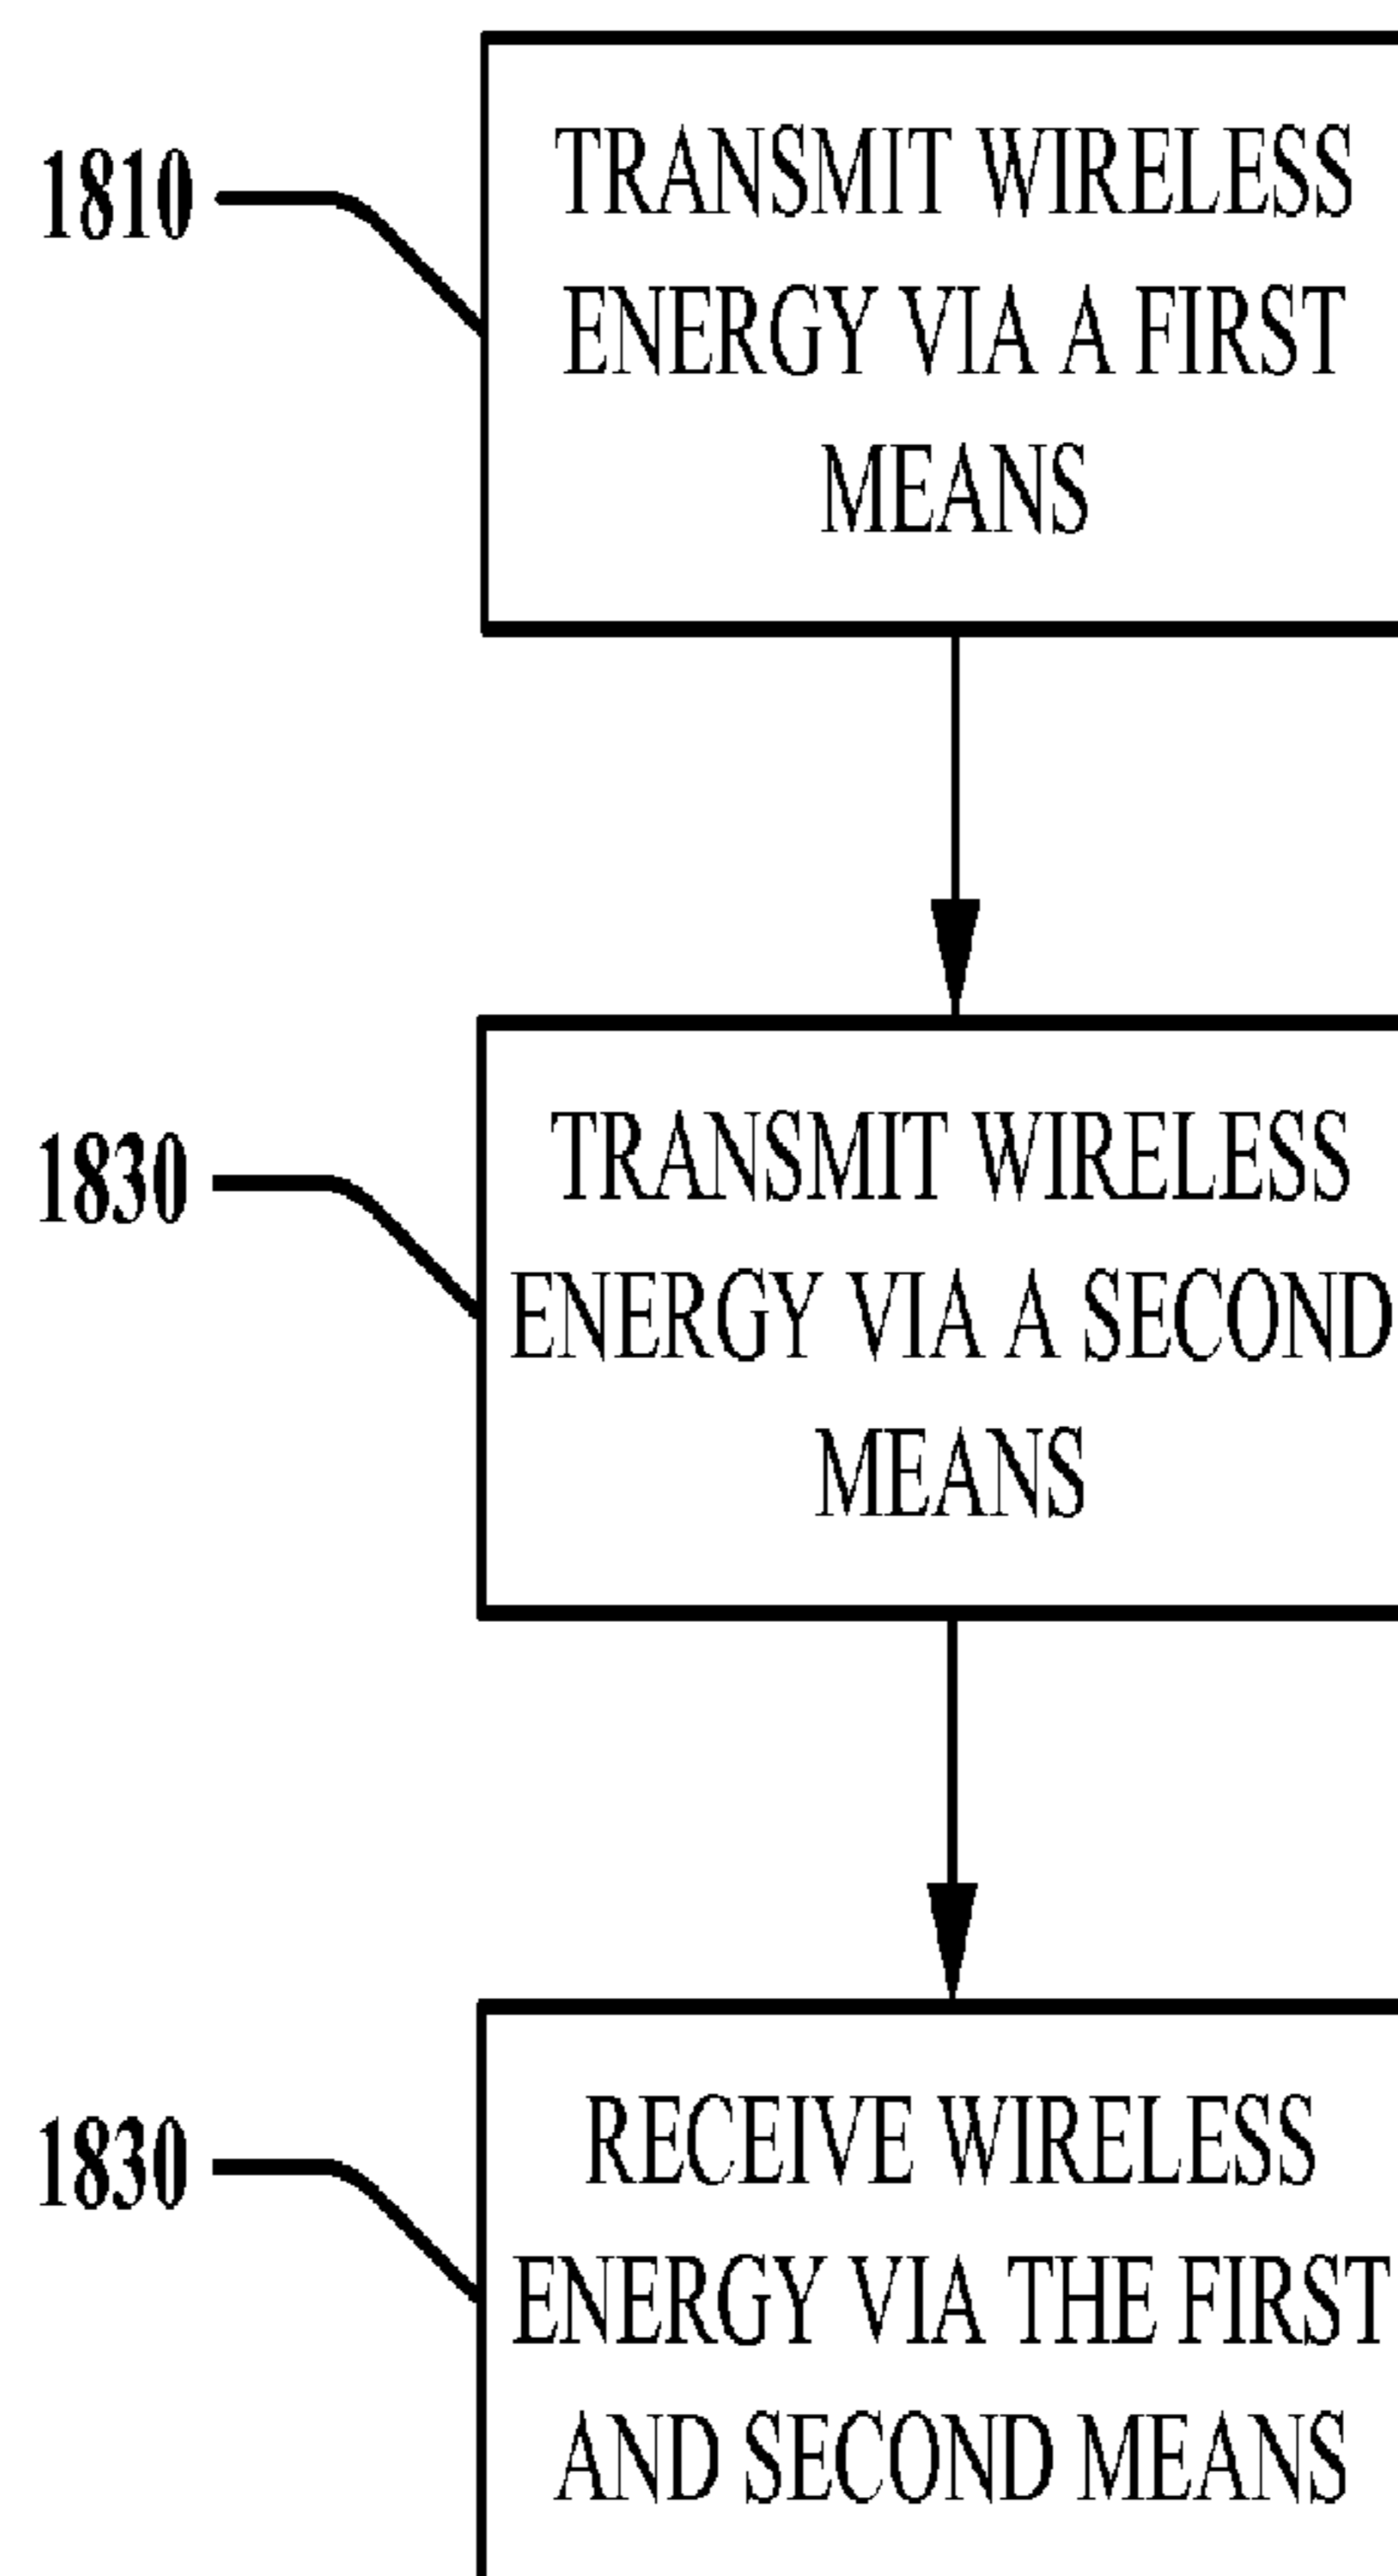 1810
TRANSMIT WIRELESS
ENERGY VIA A FIRST
MEANS
1830
TRANSMIT WIRELESS
ENERGY VIA A SECOND
MEANS
1830
RECEIVE WIRELESS
ENERGY VIA THE FIRST
AND SECOND MEANS